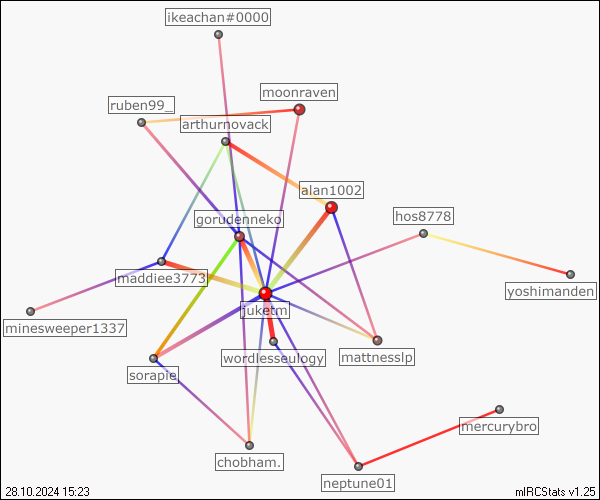 ikeachan#0000
moonraven
ruben99_
arthurnovack
alan1002
gorudenneko
hos8778
maddiee3773
yoshimanden
juketm
minesweeper1337
wordlesseulogy
mattnesslp
sorapie
mercurybro
chobham.
neptune01
28.10.2024 15:23
mIRCStats v1.25